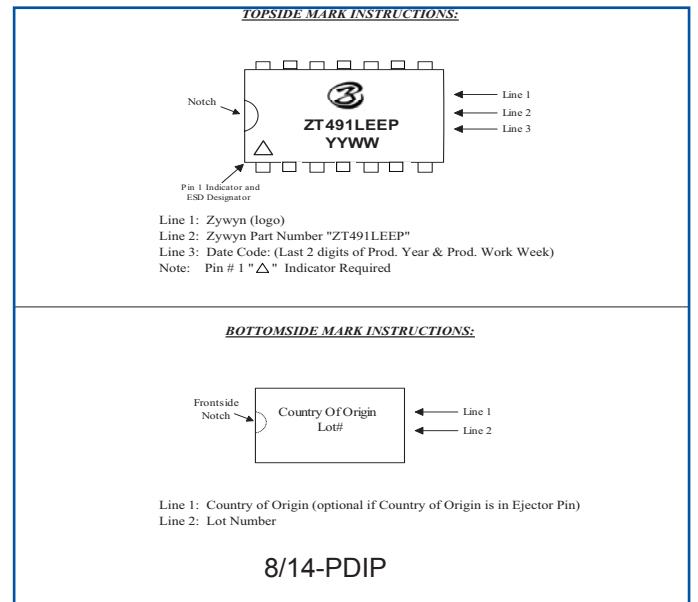 TOPSIDE MARK INSTRUCTIONS:
Notch
ZT491LEEP
YYWW
Line 1
Line 2
Line 3
Pin 1 Indicator and
ESD Designator
Line 1: Zywyn (logo)
Line 2: Zywyn Part Number "ZT491LEEP"
Line 3: Date Code: (Last 2 digits of Prod. Year & Prod. Work Week)
Note: Pin # 1 "△" Indicator Required
BOTTOMSIDE MARK INSTRUCTIONS:
Frontside
Notch
Country Of Origin
Lot#
Line 1
Line 2
Line 1: Country of Origin (optional if Country of Origin is in Ejector Pin)
Line 2: Lot Number
8/14-PDIP